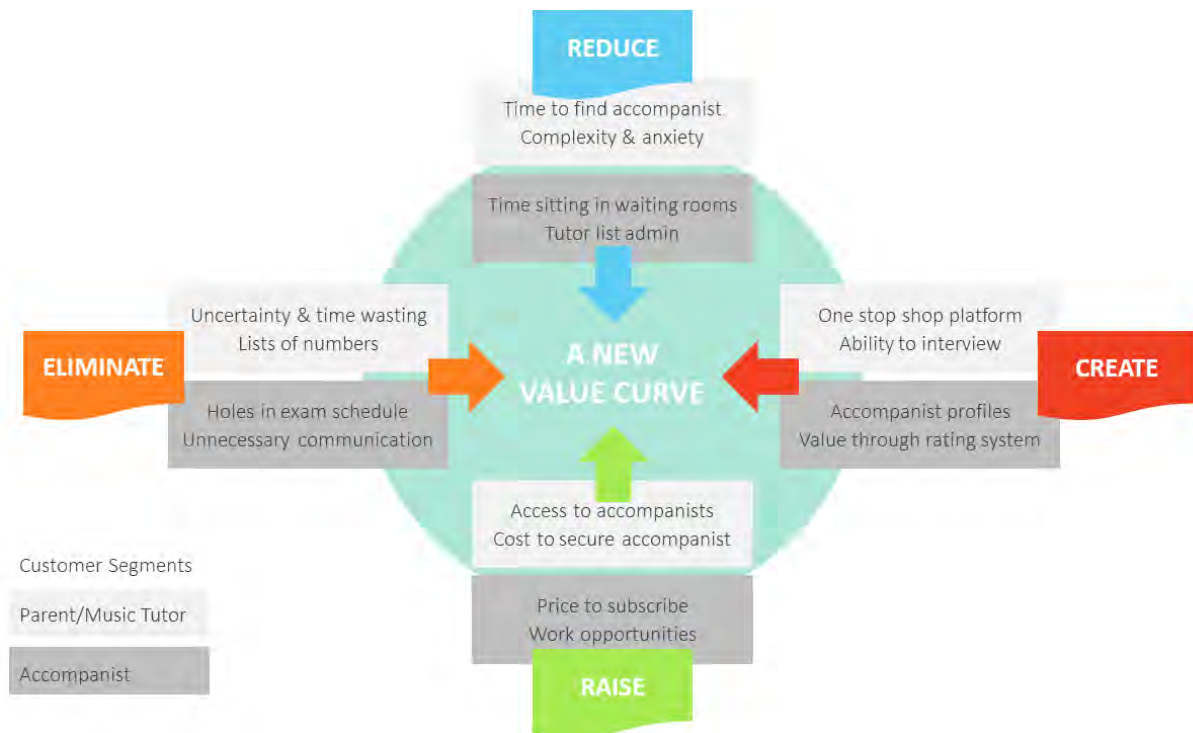 REDUCE
Time to find accompanist
Complexity & anxiety
Time sitting in waiting rooms
Tutor list admin
ELIMINATE
Uncertainty & time wasting
Lists of numbers
Holes in exam schedule
Unnecessary communication
A NEW
VALUE CURVE
One stop shop platform
Ability to interview
CREATE
Accompanist profiles
Value through rating system
Access to accompanists
Cost to secure accompanist
Price to subscribe
Work opportunities
RAISE
Customer Segments
Parent/Music Tutor
Accompanist